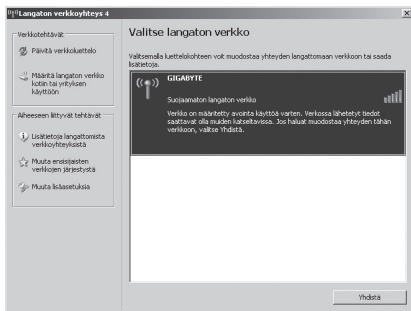 Langaton verkkoyhteys 4
Verkkotehtävät
Päivitä verkkoluettelo
Määritä langaton verkko
kotiin tai yrityksen
käyttöön
Aiheeseen liittyvät tehtävät
Lisätietoja langattomista
verkkoyhteyksistä
Muuta ensisijaisten
verkkojen järjestystä
Muuta lisäasetuksia
Valitse langaton verkko
Valitsemalla luettelokohteen voit muodostaa yhteyden langattomaan verkkoon tai saada
lisätietoja.
GIGABYTE
Suojaamaton langaton verkko
Verkko on määritetty avointa käyttöä varten. Verkossa lähetetyt tiedot
saattavat olla muiden katseltavissa. Jos haluat muodostaa yhteyden tähän
verkkoon, valitse Yhdistä.
Yhdistä